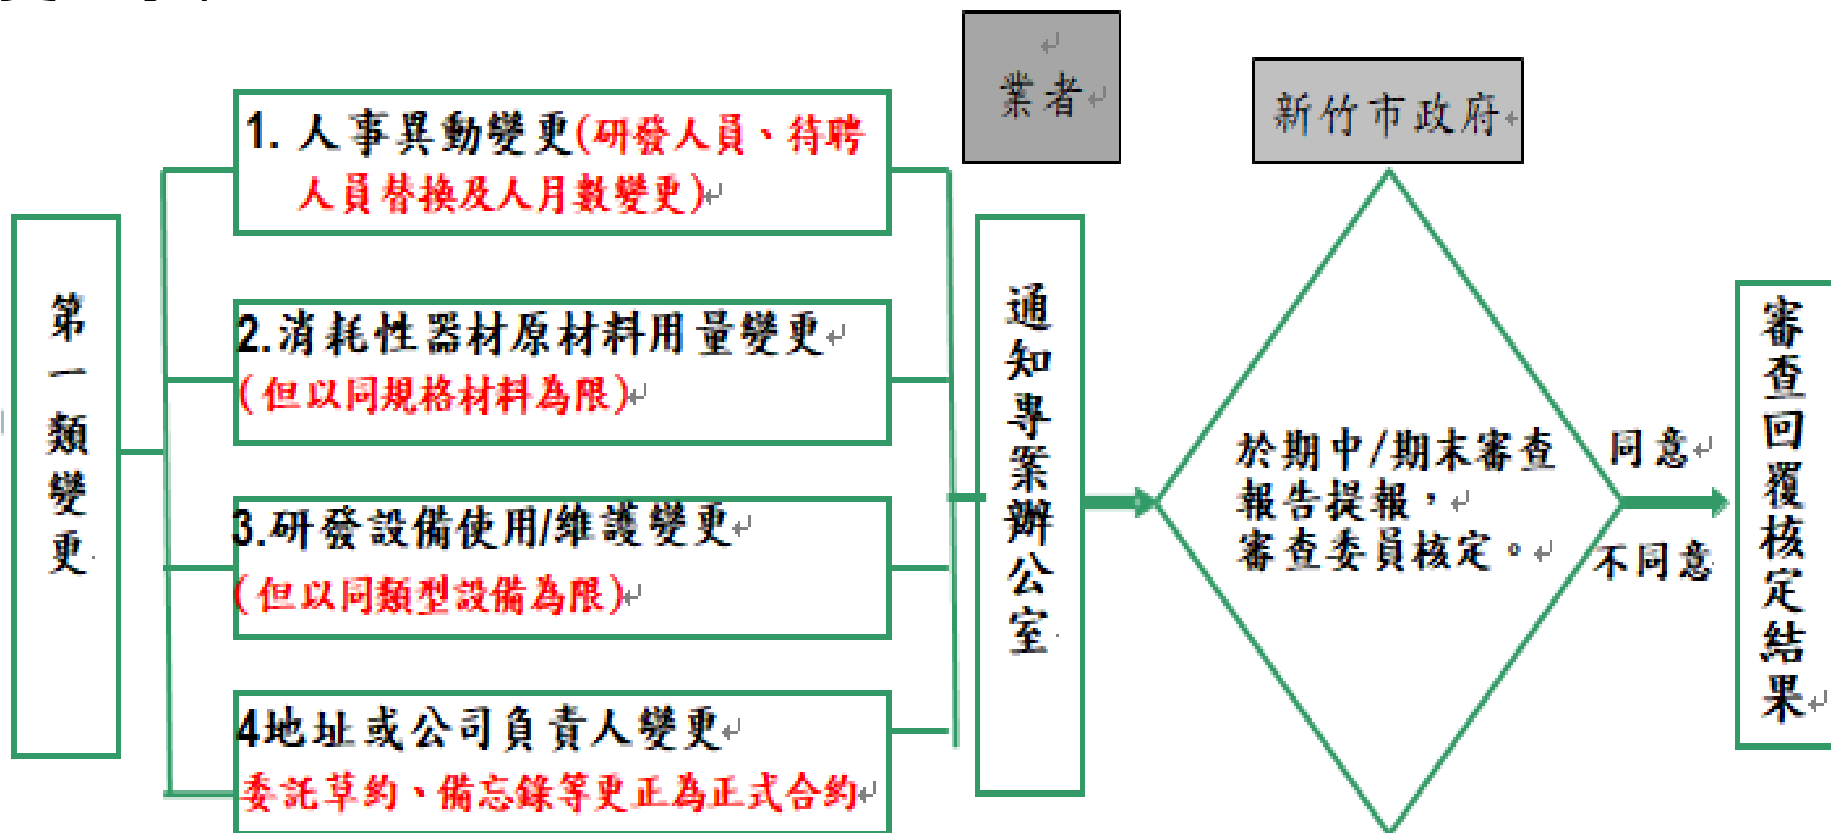 業者
新竹市政府
第一類變更
1. 人事異動變更(研發人員、待聘
人員替換及人月數變更)
2.消耗性器材原材料用量變更
(但以同規格材料為限)
3.研發設備使用/維護變更
(但以同類型設備為限)
4地址或公司負責人變更
委託草約、備忘錄等更正為正式合約
通知專案辦公室
於期中/期末審查
報告提報，
審查委員核定。
同意
不同意
審查回覆核定結果